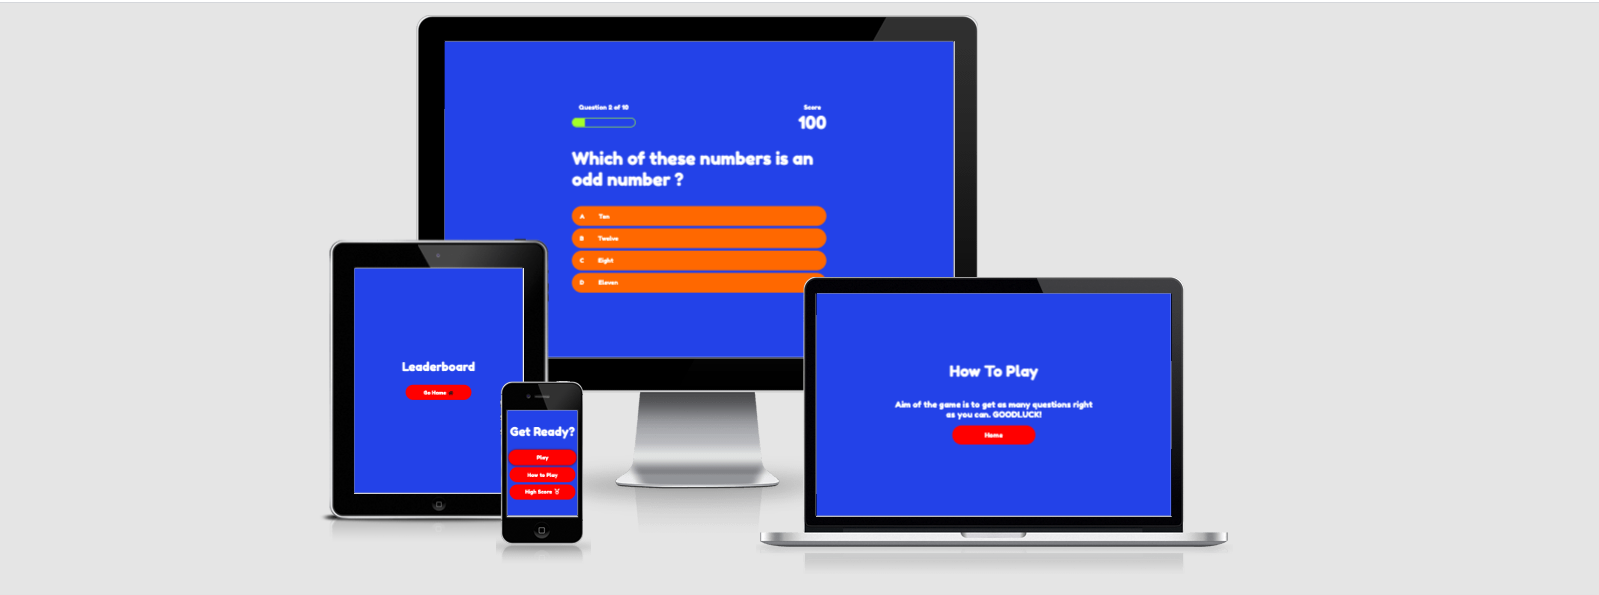 Question 2 of 10
Score
100
Which of these numbers is an
odd number ?
A Ten
B Twelve
C Eight
D Eleven
Leaderboard
Go Home
Get Ready?
Play
How to Play
High Score
How To Play
Aim of the game is to get as many questions right
as you can. GOODLUCK!
Home